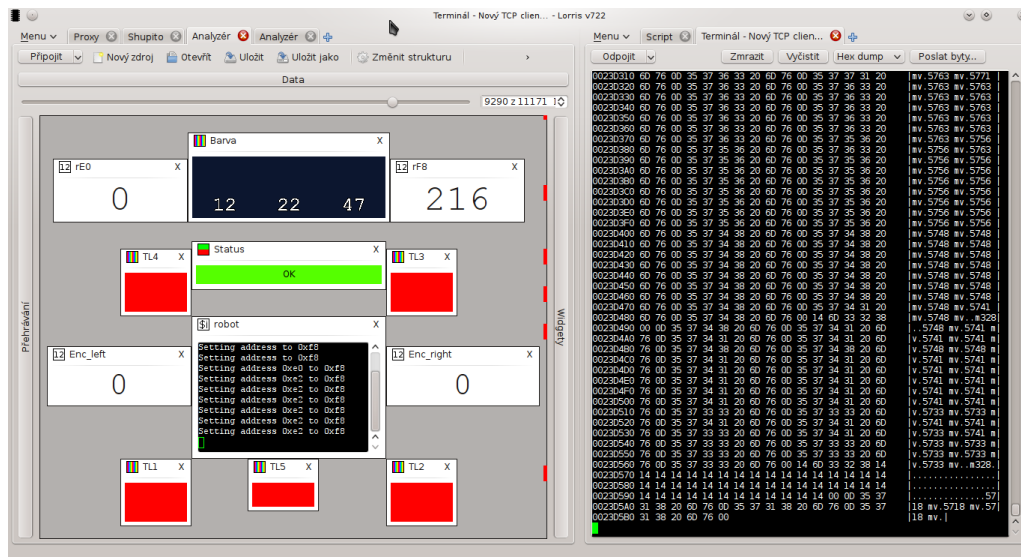 Terminál - Nový TCP clien... - Lorris v722
Menu Proxy Shupito Analyzér Analyzér
Připojit Nový zdroj Otevřít Uložit Uložit jako Změnit strukturu
Data
9290 z 11171
Přehrávání
Barva X
12 rE0 X
12 rF8 X
0
12 22 47
216
Status X
TL4 X
TL3 X
OK
$i robot X
Setting address to 0xf8
Setting address to 0xf8
Setting address 0xe0 to 0xf8
Setting address 0xe2 to 0xf8
Setting address 0xe2 to 0xf8
Setting address 0xe2 to 0xf8
Setting address 0xe2 to 0xf8
Setting address 0xe2 to 0xf8
Setting address 0xe2 to 0xf8
12 Enc_left X
12 Enc_right X
0
0
TL1 X
TL5 X
TL2 X
Widgety
Menu Script Terminál - Nový TCP clien...
Odpojit Zmrazit Vyčistit Hex dump Poslat byty...
0023D310 6D 76 0D 35 37 36 33 20 6D 76 0D 35 37 37 31 20 |mv.5763 mv.5771 |
0023D320 6D 76 0D 35 37 36 33 20 6D 76 0D 35 37 36 33 20 |mv.5763 mv.5763 |
0023D330 6D 76 0D 35 37 36 33 20 6D 76 0D 35 37 36 33 20 |mv.5763 mv.5763 |
0023D340 6D 76 0D 35 37 36 33 20 6D 76 0D 35 37 36 33 20 |mv.5763 mv.5763 |
0023D350 6D 76 0D 35 37 36 33 20 6D 76 0D 35 37 36 33 20 |mv.5763 mv.5763 |
0023D360 6D 76 0D 35 37 36 33 20 6D 76 0D 35 37 36 33 20 |mv.5763 mv.5763 |
0023D370 6D 76 0D 35 37 36 33 20 6D 76 0D 35 37 35 36 20 |mv.5763 mv.5756 |
0023D380 6D 76 0D 35 37 35 36 20 6D 76 0D 35 37 36 33 20 |mv.5756 mv.5763 |
0023D390 6D 76 0D 35 37 35 36 20 6D 76 0D 35 37 35 36 20 |mv.5756 mv.5756 |
0023D3A0 6D 76 0D 35 37 35 36 20 6D 76 0D 35 37 35 36 20 |mv.5756 mv.5756 |
0023D3B0 6D 76 0D 35 37 35 36 20 6D 76 0D 35 37 35 36 20 |mv.5756 mv.5756 |
0023D3C0 6D 76 0D 35 37 35 36 20 6D 76 0D 35 37 35 36 20 |mv.5756 mv.5756 |
0023D3D0 6D 76 0D 35 37 35 36 20 6D 76 0D 35 37 35 36 20 |mv.5756 mv.5756 |
0023D3E0 6D 76 0D 35 37 35 36 20 6D 76 0D 35 37 35 36 20 |mv.5756 mv.5756 |
0023D3F0 6D 76 0D 35 37 35 36 20 6D 76 0D 35 37 35 36 20 |mv.5756 mv.5756 |
0023D400 6D 76 0D 35 37 34 38 20 6D 76 0D 35 37 34 38 20 |mv.5748 mv.5748 |
0023D410 6D 76 0D 35 37 34 38 20 6D 76 0D 35 37 34 38 20 |mv.5748 mv.5748 |
0023D420 6D 76 0D 35 37 34 38 20 6D 76 0D 35 37 34 38 20 |mv.5748 mv.5748 |
0023D430 6D 76 0D 35 37 34 38 20 6D 76 0D 35 37 34 38 20 |mv.5748 mv.5748 |
0023D440 6D 76 0D 35 37 34 38 20 6D 76 0D 35 37 34 38 20 |mv.5748 mv.5748 |
0023D450 6D 76 0D 35 37 34 38 20 6D 76 0D 35 37 34 38 20 |mv.5748 mv.5748 |
0023D460 6D 76 0D 35 37 34 38 20 6D 76 0D 35 37 34 38 20 |mv.5748 mv.5748 |
0023D470 6D 76 0D 35 37 34 38 20 6D 76 0D 35 37 34 31 20 |mv.5748 mv.5741 |
0023D480 6D 76 0D 35 37 34 38 20 6D 76 00 14 6D 33 32 38 |mv.5748 mv..m328|
0023D490 00 0D 35 37 34 38 20 6D 76 0D 35 37 34 31 20 6D |..5748 mv.5741 m|
0023D4A0 76 0D 35 37 34 31 20 6D 76 0D 35 37 34 31 20 6D |v.5741 mv.5741 m|
0023D4B0 76 0D 35 37 34 38 20 6D 76 0D 35 37 34 38 20 6D |v.5748 mv.5748 m|
0023D4C0 76 0D 35 37 34 31 20 6D 76 0D 35 37 34 31 20 6D |v.5741 mv.5741 m|
0023D4D0 76 0D 35 37 34 31 20 6D 76 0D 35 37 34 31 20 6D |v.5741 mv.5741 m|
0023D4E0 76 0D 35 37 34 31 20 6D 76 0D 35 37 34 31 20 6D |v.5741 mv.5741 m|
0023D4F0 76 0D 35 37 34 31 20 6D 76 0D 35 37 34 31 20 6D |v.5741 mv.5741 m|
0023D500 76 0D 35 37 34 31 20 6D 76 0D 35 37 34 31 20 6D |v.5741 mv.5741 m|
0023D510 76 0D 35 37 33 33 20 6D 76 0D 35 37 33 33 20 6D |v.5733 mv.5733 m|
0023D520 76 0D 35 37 34 31 20 6D 76 0D 35 37 34 31 20 6D |v.5741 mv.5741 m|
0023D530 76 0D 35 37 33 33 20 6D 76 0D 35 37 33 33 20 6D |v.5733 mv.5733 m|
0023D540 76 0D 35 37 33 33 20 6D 76 0D 35 37 33 33 20 6D |v.5733 mv.5733 m|
0023D550 76 0D 35 37 33 33 20 6D 76 0D 35 37 33 33 20 6D |v.5733 mv.5733 m|
0023D560 76 0D 35 37 33 33 20 6D 76 00 14 6D 33 32 38 14 |v.5733 mv..m328.|
0023D570 14 14 14 14 14 14 14 14 14 14 14 14 14 14 14 14 |................|
0023D580 14 14 14 14 14 14 14 14 14 14 14 14 14 14 14 14 |................|
0023D590 14 14 14 14 14 14 14 14 14 14 14 14 00 0D 35 37 |..............57|
0023D5A0 31 38 20 6D 76 0D 35 37 31 38 20 6D 76 0D 35 37 |18 mv.5718 mv.57|
0023D5B0 31 38 20 6D 76 00 |18 mv.|